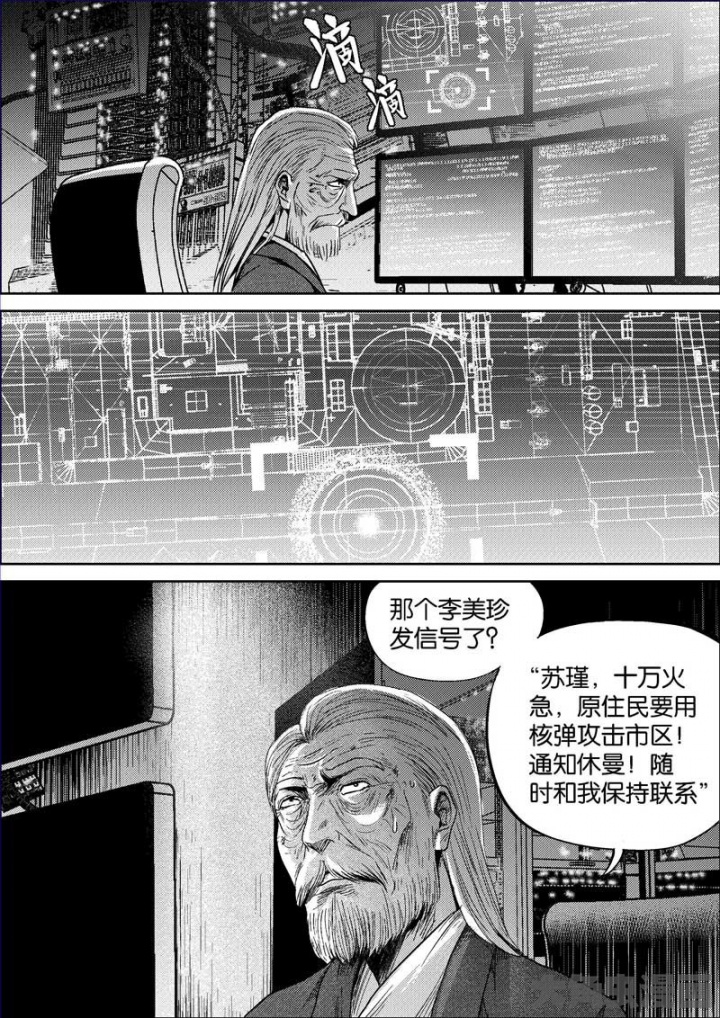 滴
滴
那个李美珍
发信号了？
“苏瑾，十万火
急，原住民要用
核弹攻击市区！
通知休曼！随
时和我保持联系”